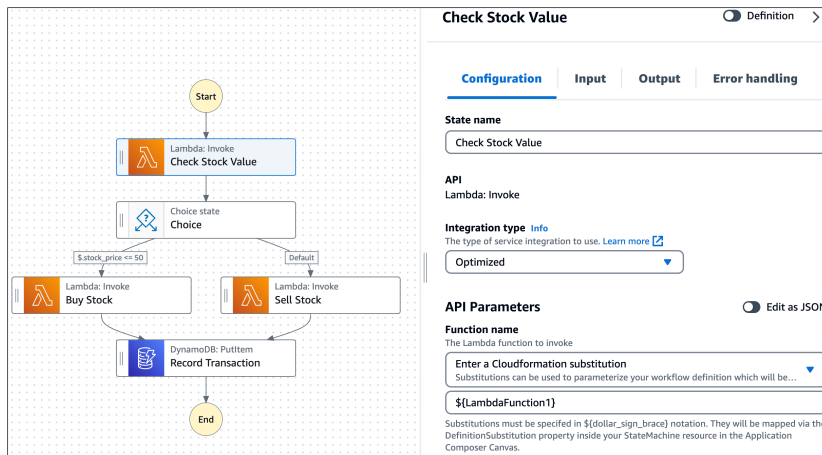 Start
Lambda: Invoke
Check Stock Value
Choice state
Choice
$.stock_price <= 50
Default
Lambda: Invoke
Buy Stock
Lambda: Invoke
Sell Stock
DynamoDB: PutItem
Record Transaction
End
Check Stock Value
Definition
Configuration Input Output Error handling
State name
Check Stock Value
API
Lambda: Invoke
Integration type Info
The type of service integration to use. Learn more
Optimized
API Parameters
Edit as JSON
Function name
The Lambda function to invoke
Enter a Cloudformation substitution
Substitutions can be used to parameterize your workflow definition which will be...
${LambdaFunction1}
Substitutions must be specifed in ${dollar_sign_brace} notation. They will be mapped via the
DefinitionSubstitution property inside your StateMachine resource in the Application
Composer Canvas.